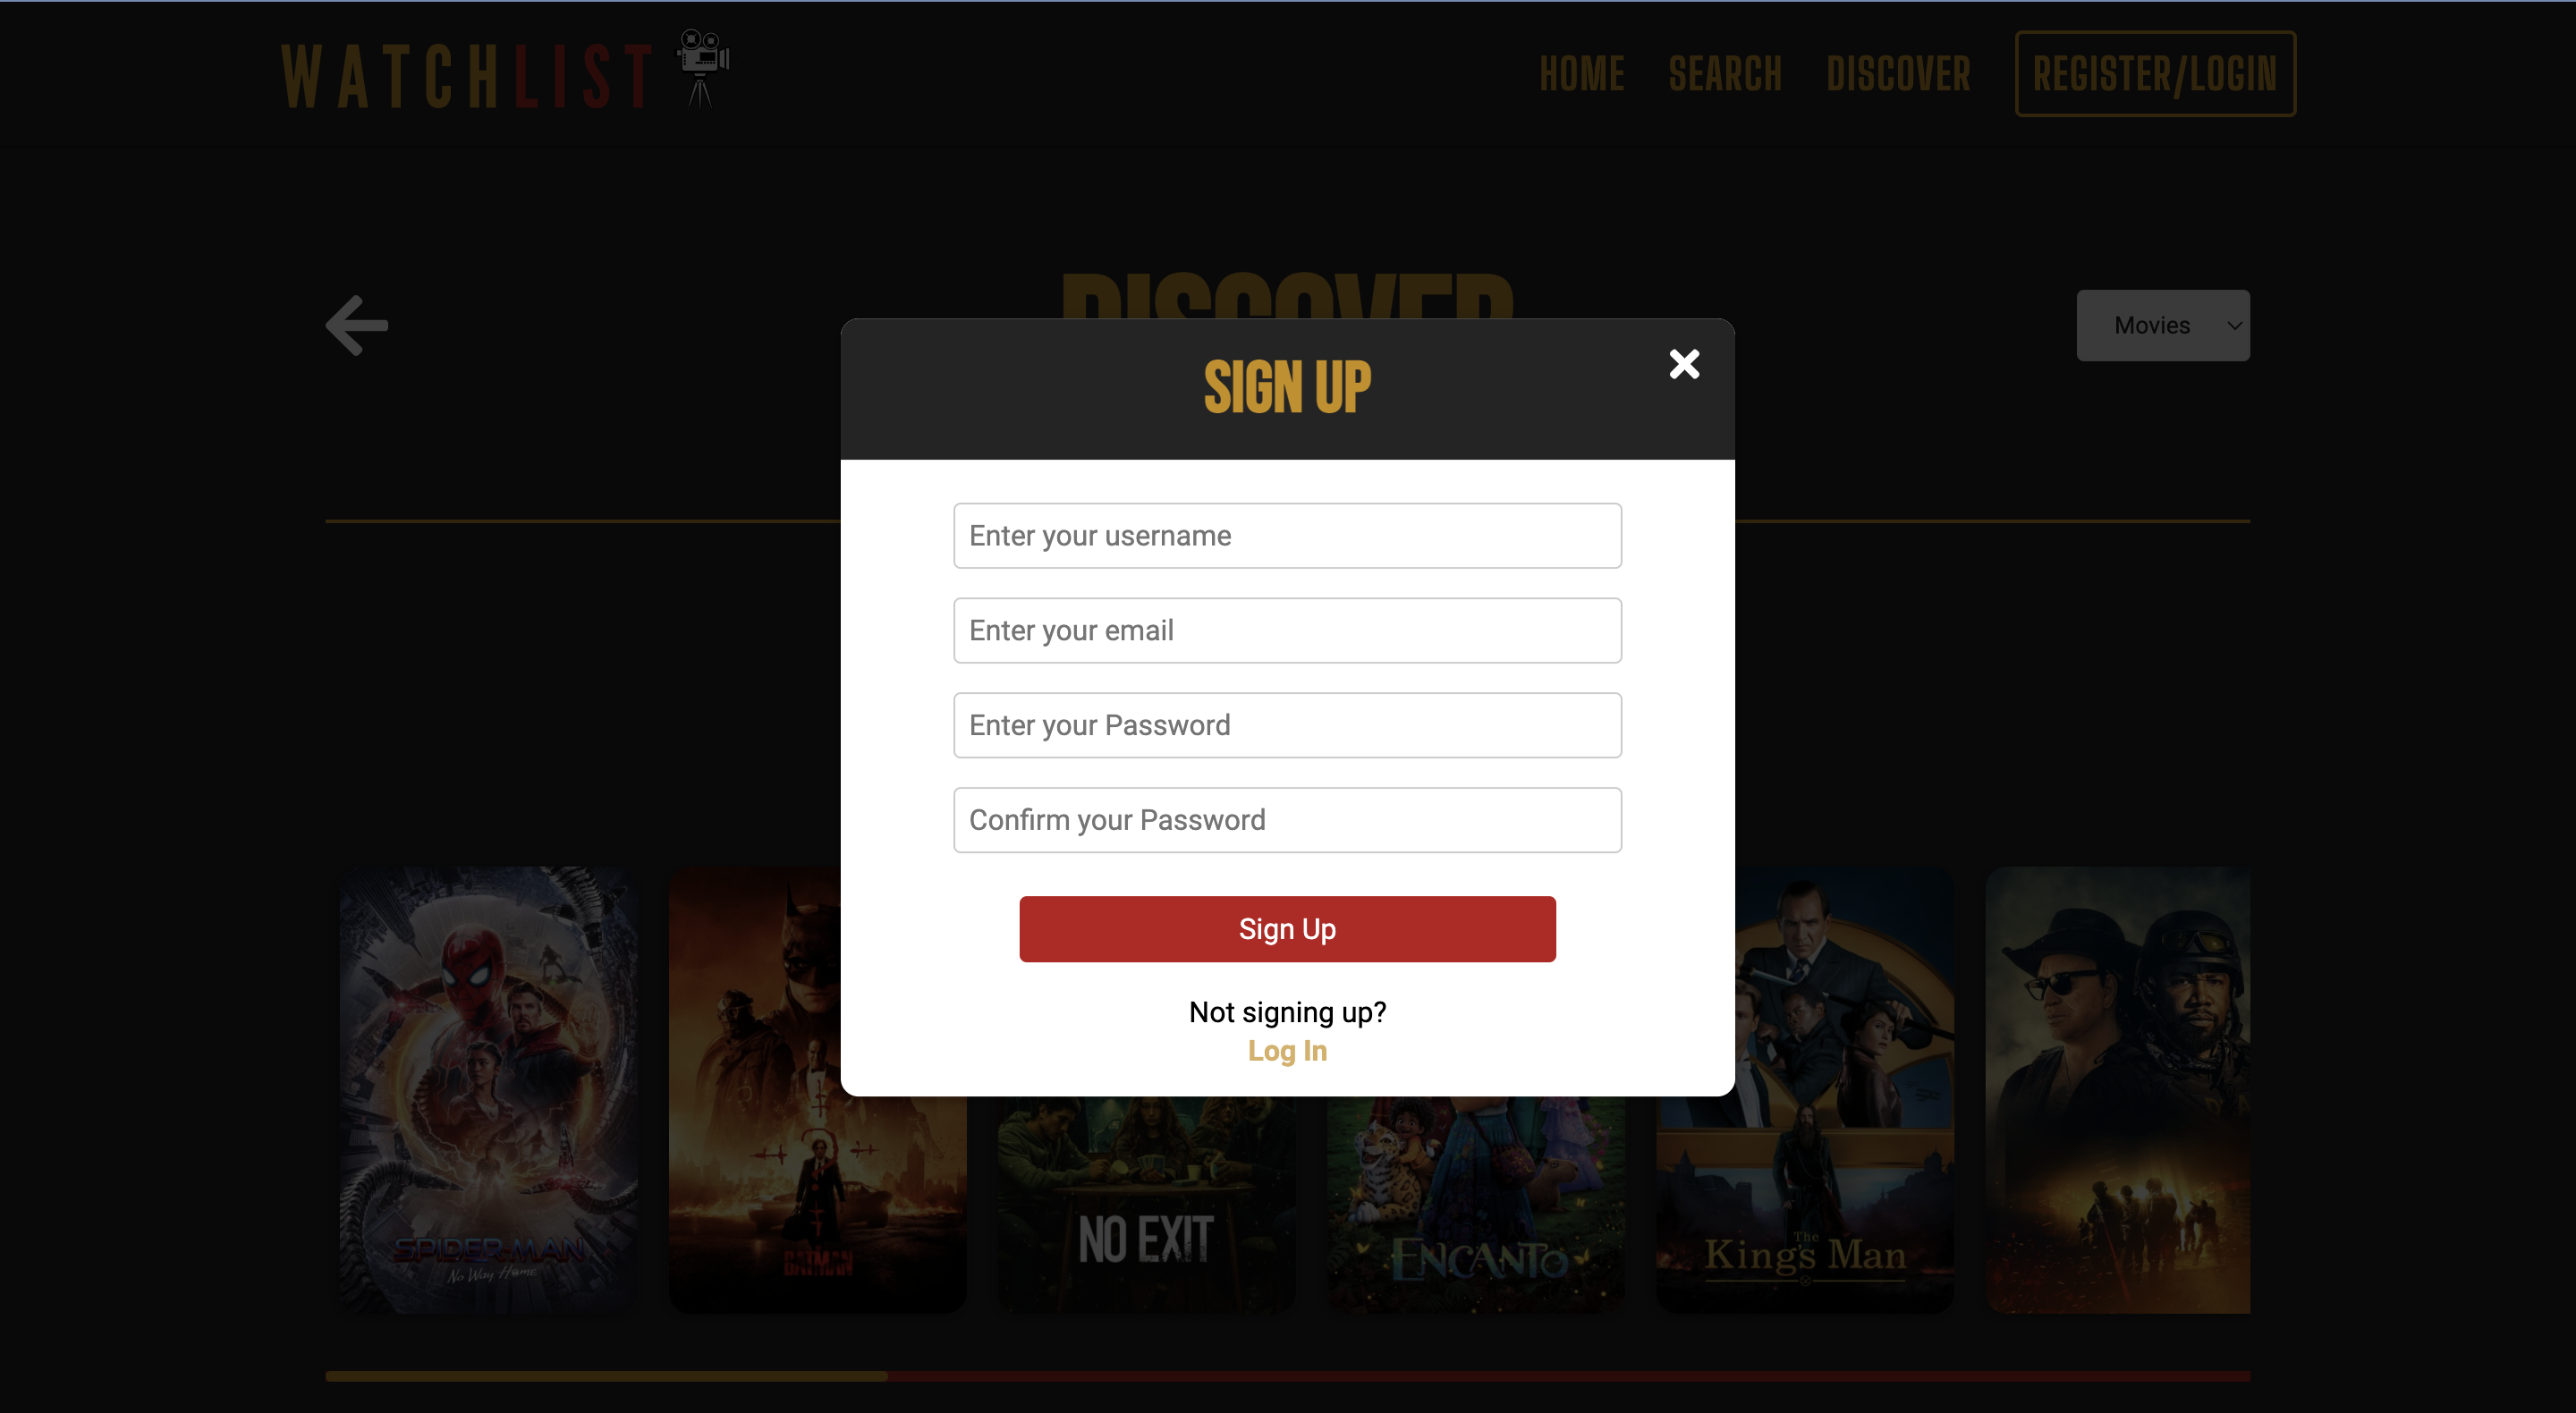 WATCHLIST
HOME SEARCH DISCOVER REGISTER/LOGIN
DISCOVER
Movies
SIGN UP
Enter your username
Enter your email
Enter your Password
Confirm your Password
Sign Up
Not signing up?
Log In
SPIDER-MAN
No Way Home
BATMAN
NO EXIT
ENCANTO
The
King's Man